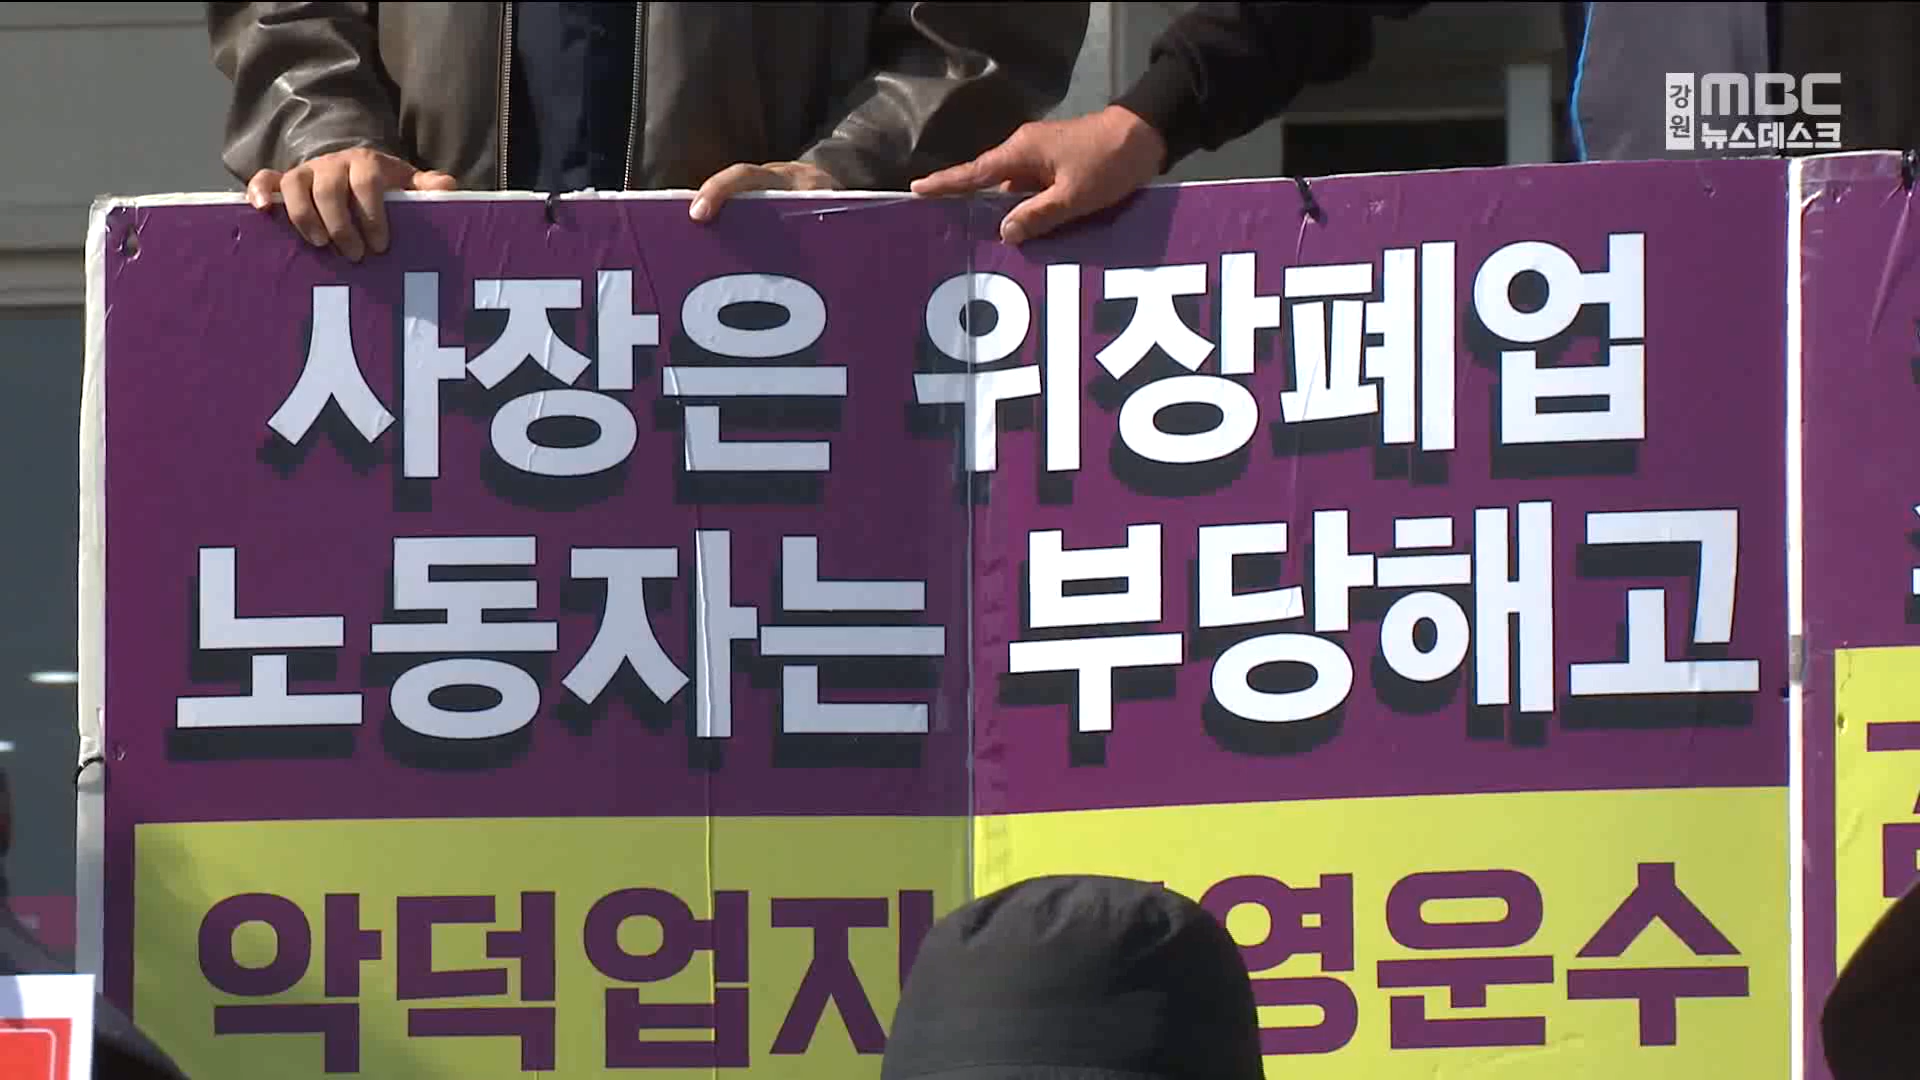 강원 MBC
뉴스데스크
사장은 위장폐업
노동자는 부당해고
악덕업자 영운수